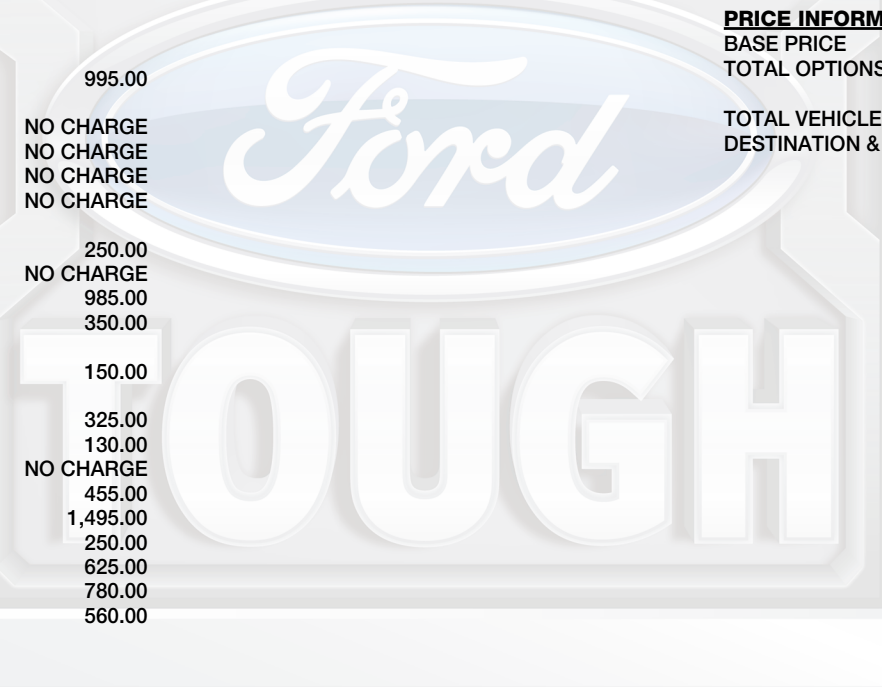 995.00
NO CHARGE
NO CHARGE
NO CHARGE
NO CHARGE
250.00
NO CHARGE
985.00
350.00
150.00
325.00
130.00
NO CHARGE
455.00
1,495.00
250.00
625.00
780.00
560.00
PRICE INFORM
BASE PRICE
TOTAL OPTIONS
TOTAL VEHICLE
DESTINATION &
Ford
TOUGH